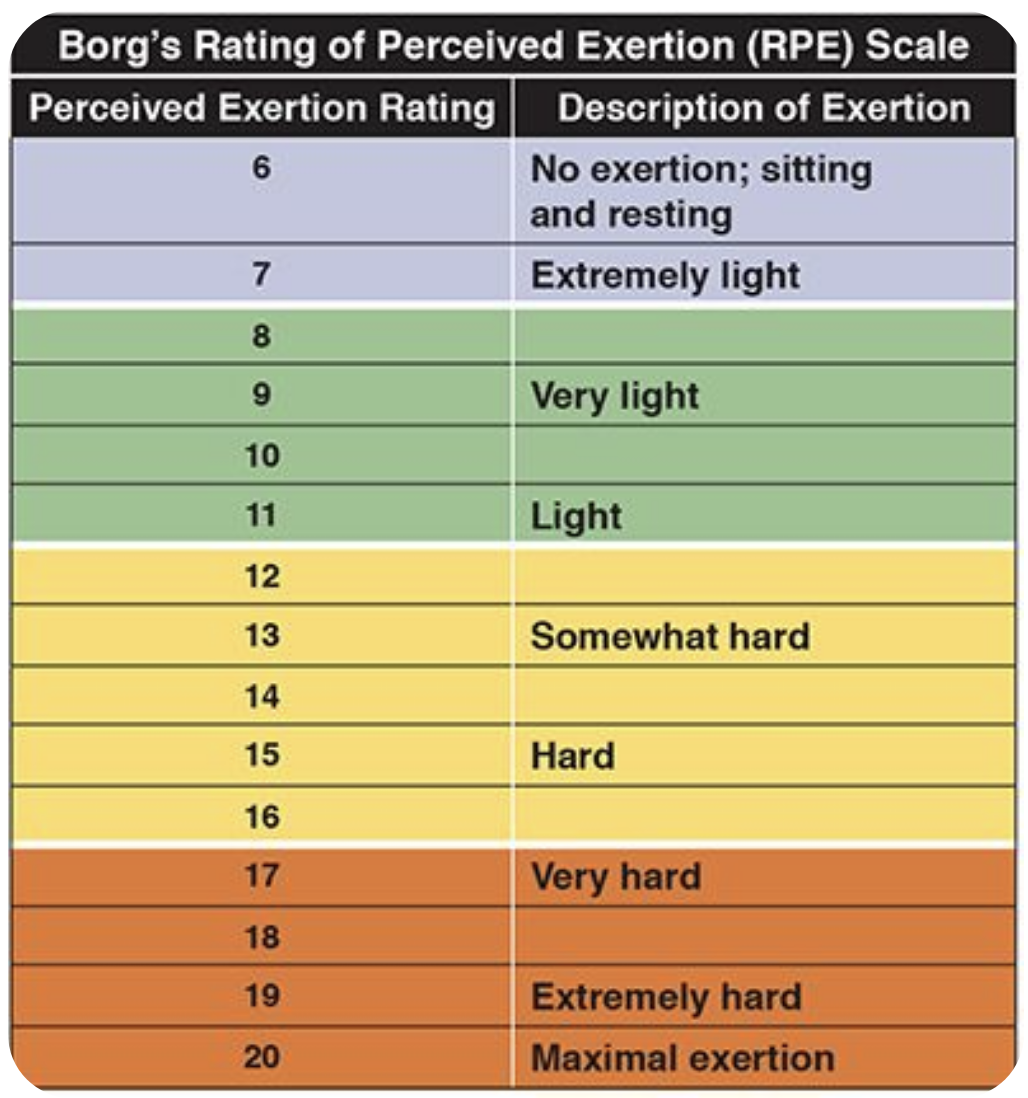 Borg's Rating of Perceived Exertion (RPE) Scale
Perceived Exertion Rating Description of Exertion
6 No exertion; sitting
and resting
7 Extremely light
8
9 Very light
10
11 Light
12
13 Somewhat hard
14
15 Hard
16
17 Very hard
18
19 Extremely hard
20 Maximal exertion